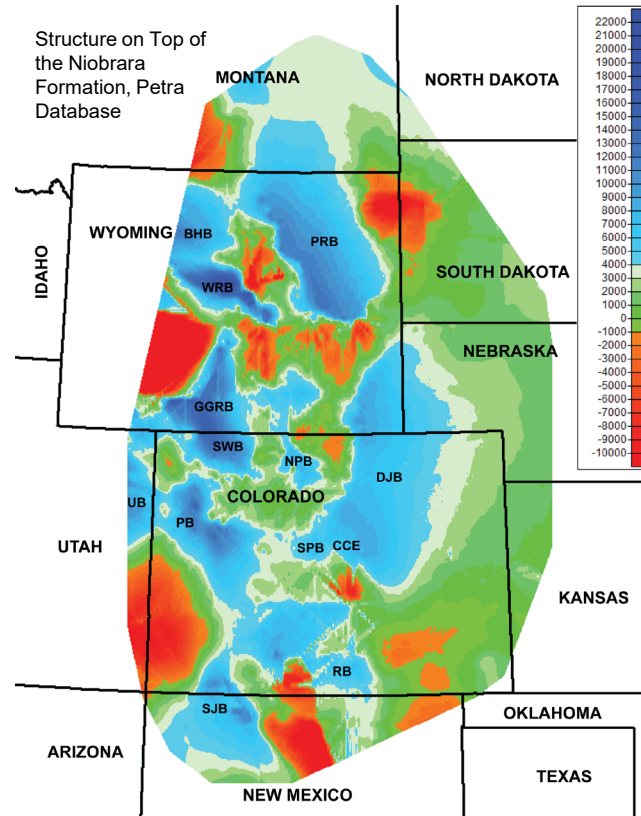 Structure on Top of
the Niobrara
Formation, Petra
Database
MONTANA
NORTH DAKOTA
WYOMING
BHB
PRB
IDAHO
WRB
SOUTH DAKOTA
NEBRASKA
GGRB
SWB
NPB
DJB
COLORADO
UB
PB
UTAH
SPB
CCE
KANSAS
RB
SJB
OKLAHOMA
ARIZONA
TEXAS
NEW MEXICO
22000
21000
20000
19000
18000
17000
16000
15000
14000
13000
12000
11000
10000
9000
8000
7000
6000
5000
4000
3000
2000
1000
0
-1000
-2000
-3000
-4000
-5000
-6000
-7000
-8000
-9000
-10000